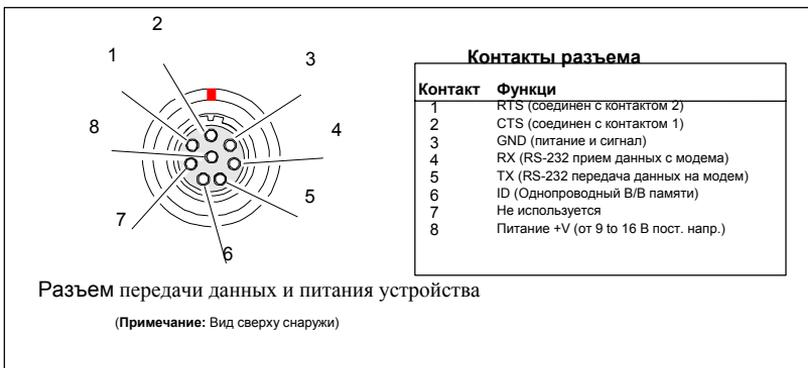 2
1
3
8
4
7
5
6
Контакты разъема
Контакт Функци
1 RTS (соединен с контактом 2)
2 CTS (соединен с контактом 1)
3 GND (питание и сигнал)
4 RX (RS-232 прием данных с модема)
5 TX (RS-232 передача данных на модем)
6 ID (Однопроводный В/В памяти)
7 Не используется
8 Питание +V (от 9 to 16 В пост. напр.)
Разъем передачи данных и питания устройства
(Примечание: Вид сверху снаружи)